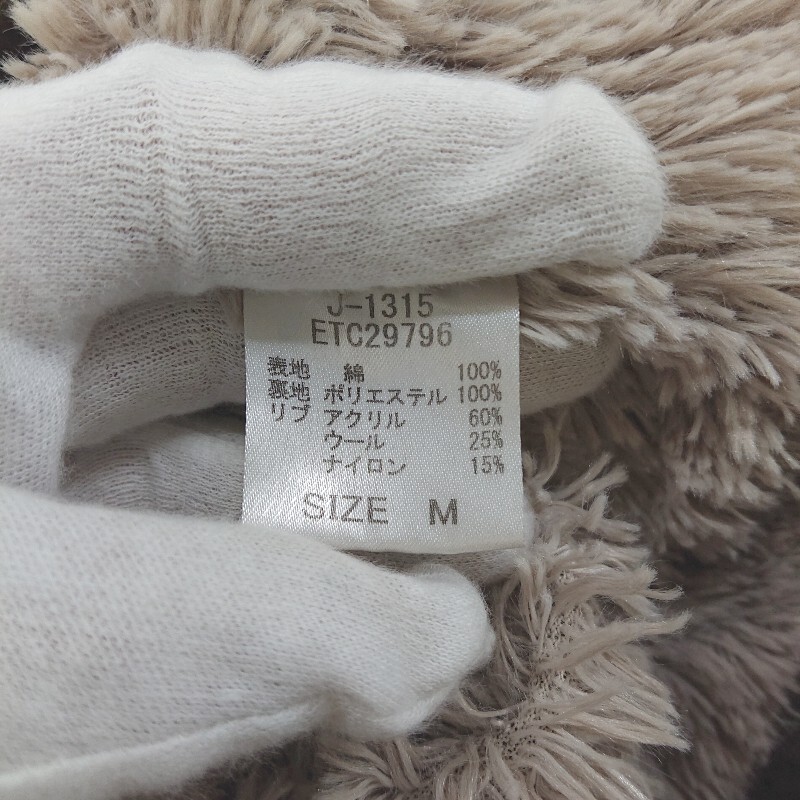 J-1315
ETC29796
表地 綿 100%
裏地 ポリエステル 100%
リブ アクリル 60%
ウール 25%
ナイロン 15%
SIZE M